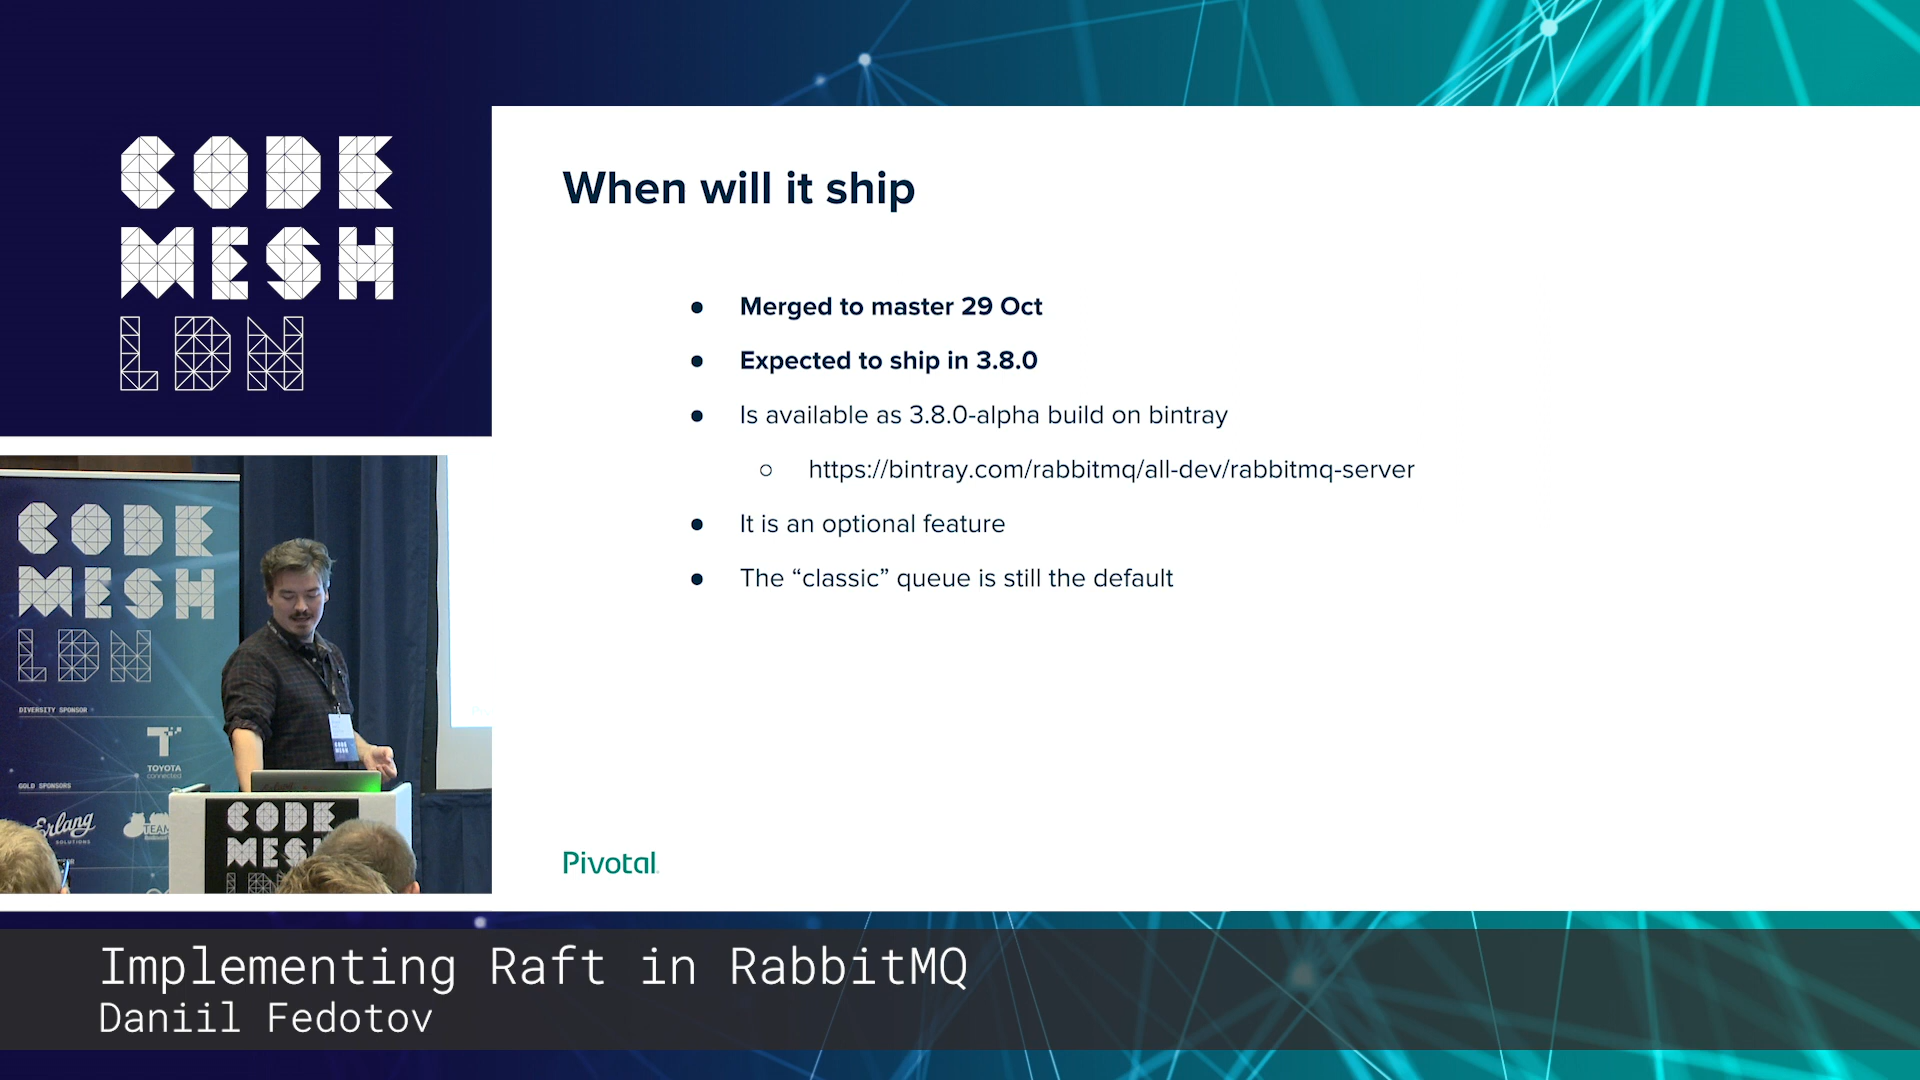 CODE
MESH
LDN
When will it ship
● Merged to master 29 Oct
● Expected to ship in 3.8.0
● Is available as 3.8.0-alpha build on bintray
○ https://bintray.com/rabbitmq/all-dev/rabbitmq-server
● It is an optional feature
● The “classic” queue is still the default
Pivotal
CODE
MESH
LDN
DIVERSITY SPONSOR
TOYOTA
connected
GOLD SPONSORS
Erlang
SOLUTIONS
TEAM
CODE
MESH
LDN
CODE
MESH
Implementing Raft in RabbitMQ
Daniil Fedotov